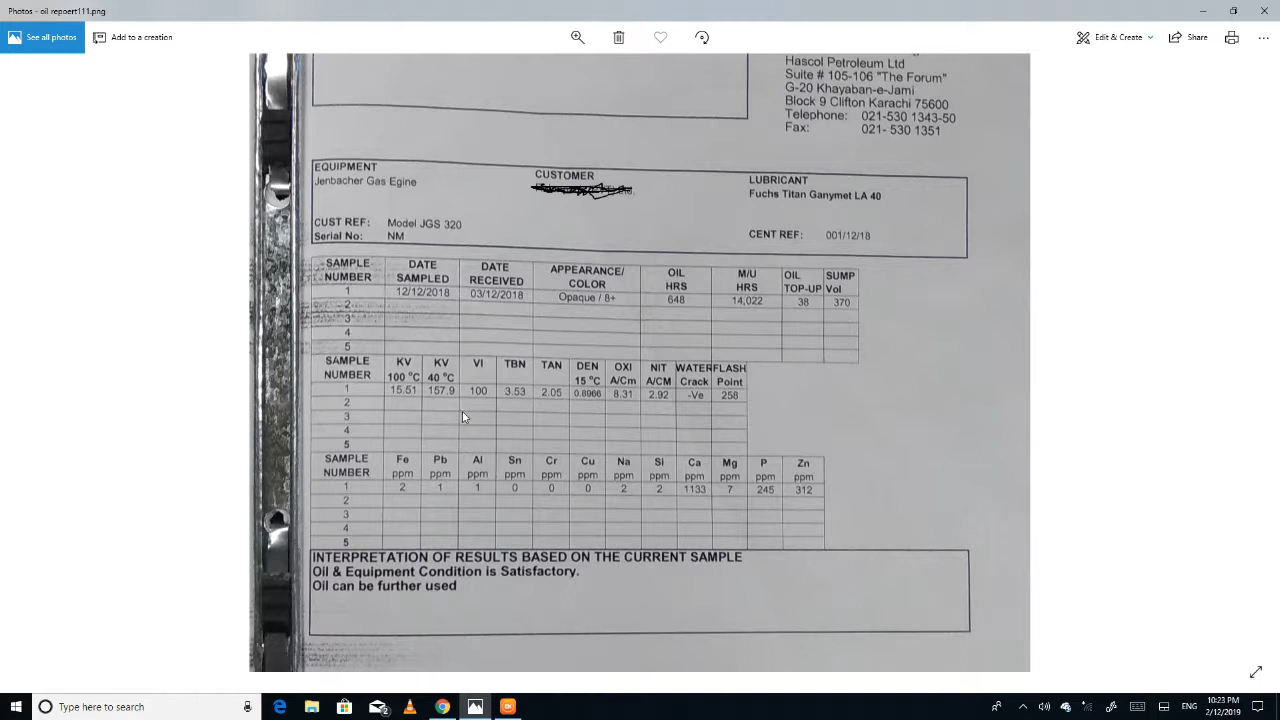 Photos - oil repoert111.png
See all photos
Add to a creation
Edit & Create
Share
Hascol Petroleum Ltd
Suite # 105-106 "The Forum"
G-20 Khayaban-e-Jami
Block 9 Clifton Karachi 75600
Telephone: 021-530 1343-50
Fax: 021- 530 1351
EQUIPMENT CUSTOMER LUBRICANT
Jenbacher Gas Egine Fuchs Titan Ganymet LA 40
CUST REF: Model JGS 320 CENT REF: 001/12/18
Serial No: NM
SAMPLE DATE DATE APPEARANCE/ OIL M/U OIL SUMP
NUMBER SAMPLED RECEIVED COLOR HRS HRS TOP-UP Vol
1 12/12/2018 03/12/2018 Opaque / 8+ 648 14,022 38 370
2
3
4
5
SAMPLE KV KV VI TBN TAN DEN OXI NIT WATER FLASH
NUMBER 100 °C 40 °C 15 °C A/Cm A/CM Crack Point
1 15.51 157.9 100 3.53 2.05 0.8966 8.31 2.92 -Ve 258
2
3
4
5
SAMPLE Fe Pb Al Sn Cr Cu Na Si Ca Mg P Zn
NUMBER ppm ppm ppm ppm ppm ppm ppm ppm ppm ppm ppm ppm
1 2 1 1 0 0 0 2 2 1133 7 245 312
2
3
4
5
INTERPRETATION OF RESULTS BASED ON THE CURRENT SAMPLE
Oil & Equipment Condition is Satisfactory.
Oil can be further used
Type here to search
2
ENG
10:23 PM
2/12/2019